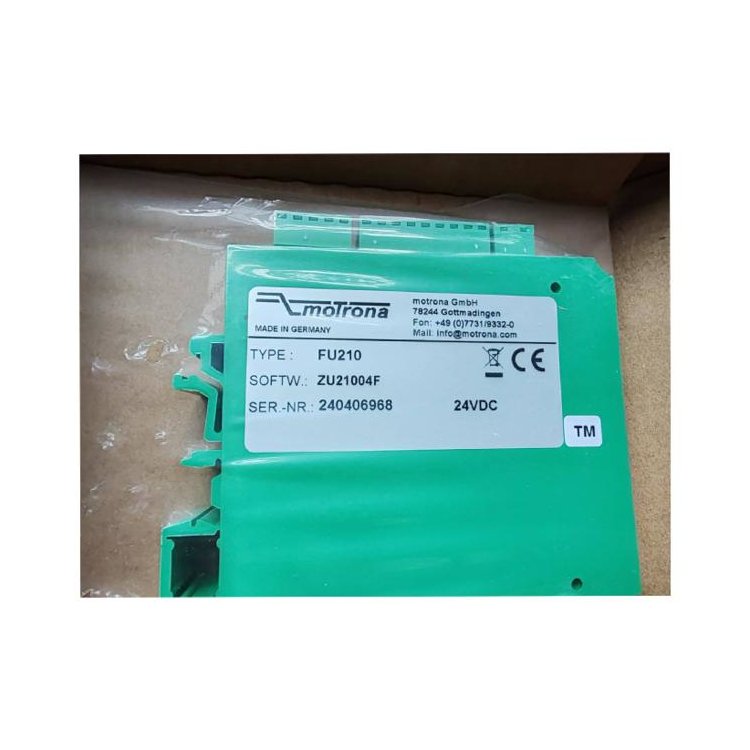 motrona
MADE IN GERMANY
motrona GmbH
78244 Gottmadingen
Fon: +49 (0)7731/9332-0
Mail: info@motrona.com
TYPE : FU210
SOFTW.: ZU21004F
SER.-NR.: 240406968 24VDC
CE
TM